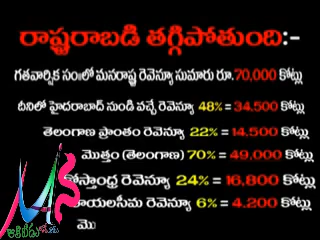 రాష్ట్రరాబడి తగ్గిపోతుంది:-
గతవార్షిక సం॥లో మనరాష్ట్ర రెవెన్యూ సుమారు రూ.70,000 కోట్లు
దీనిలో హైదరాబాద్ నుండి వచ్చే రెవెన్యూ 48% = 34.500 కోట్లు
తెలంగాణ ప్రాంతం రెవెన్యూ 22% = 14.500 కోట్లు
మొత్తం (తెలంగాణ) 70% = 49,000 కోట్లు
కోస్తాంధ్ర రెవెన్యూ 24% = 16,800 కోట్లు
యలసీమ రెవెన్యూ 6% = 4,200 కోట్లు
మొ